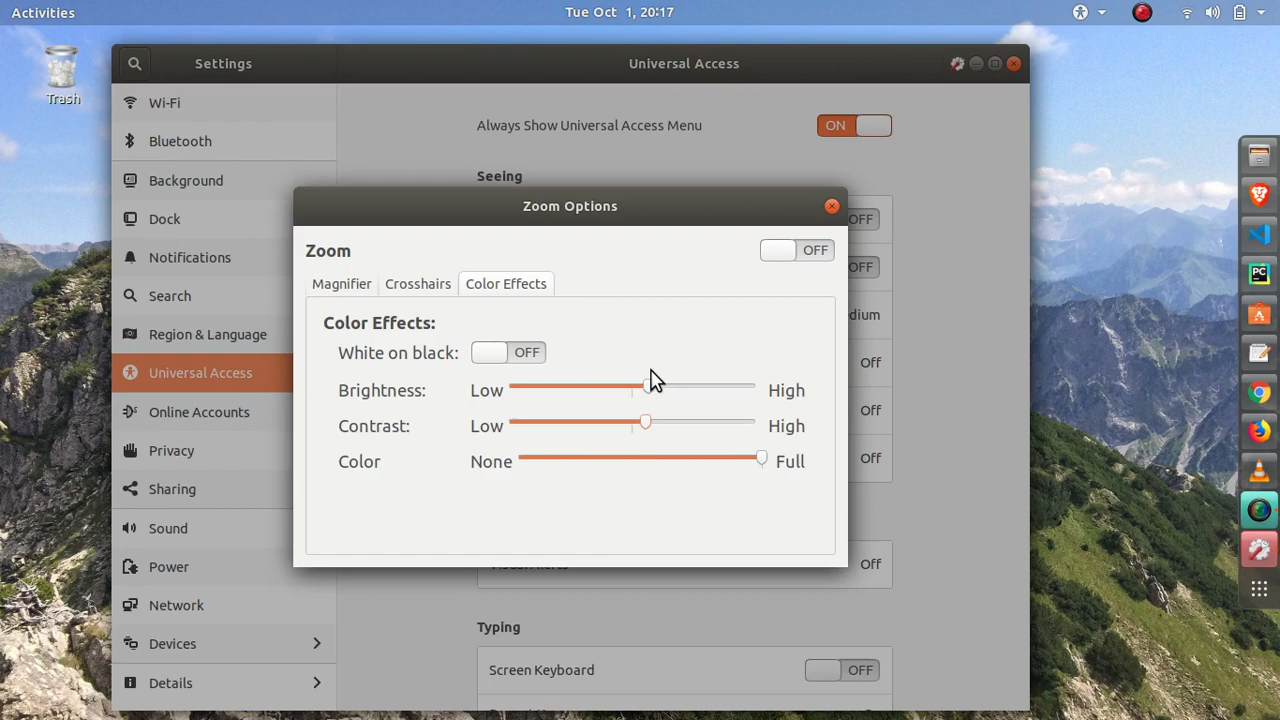 Activities
Tue Oct 1, 20:17
Trash
Settings
Universal Access
Wi-Fi
Bluetooth
Background
Dock
Notifications
Search
Region & Language
Universal Access
Online Accounts
Privacy
Sharing
Sound
Power
Network
Devices
Details
Always Show Universal Access Menu ON
Seeing
OFF
OFF
edium
Off
Off
Off
Zoom Options
Zoom OFF
Magnifier Crosshairs Color Effects
Color Effects:
White on black: OFF
Brightness: Low High
Contrast: Low High
Color None Full
Off
Typing
Screen Keyboard OFF
PC